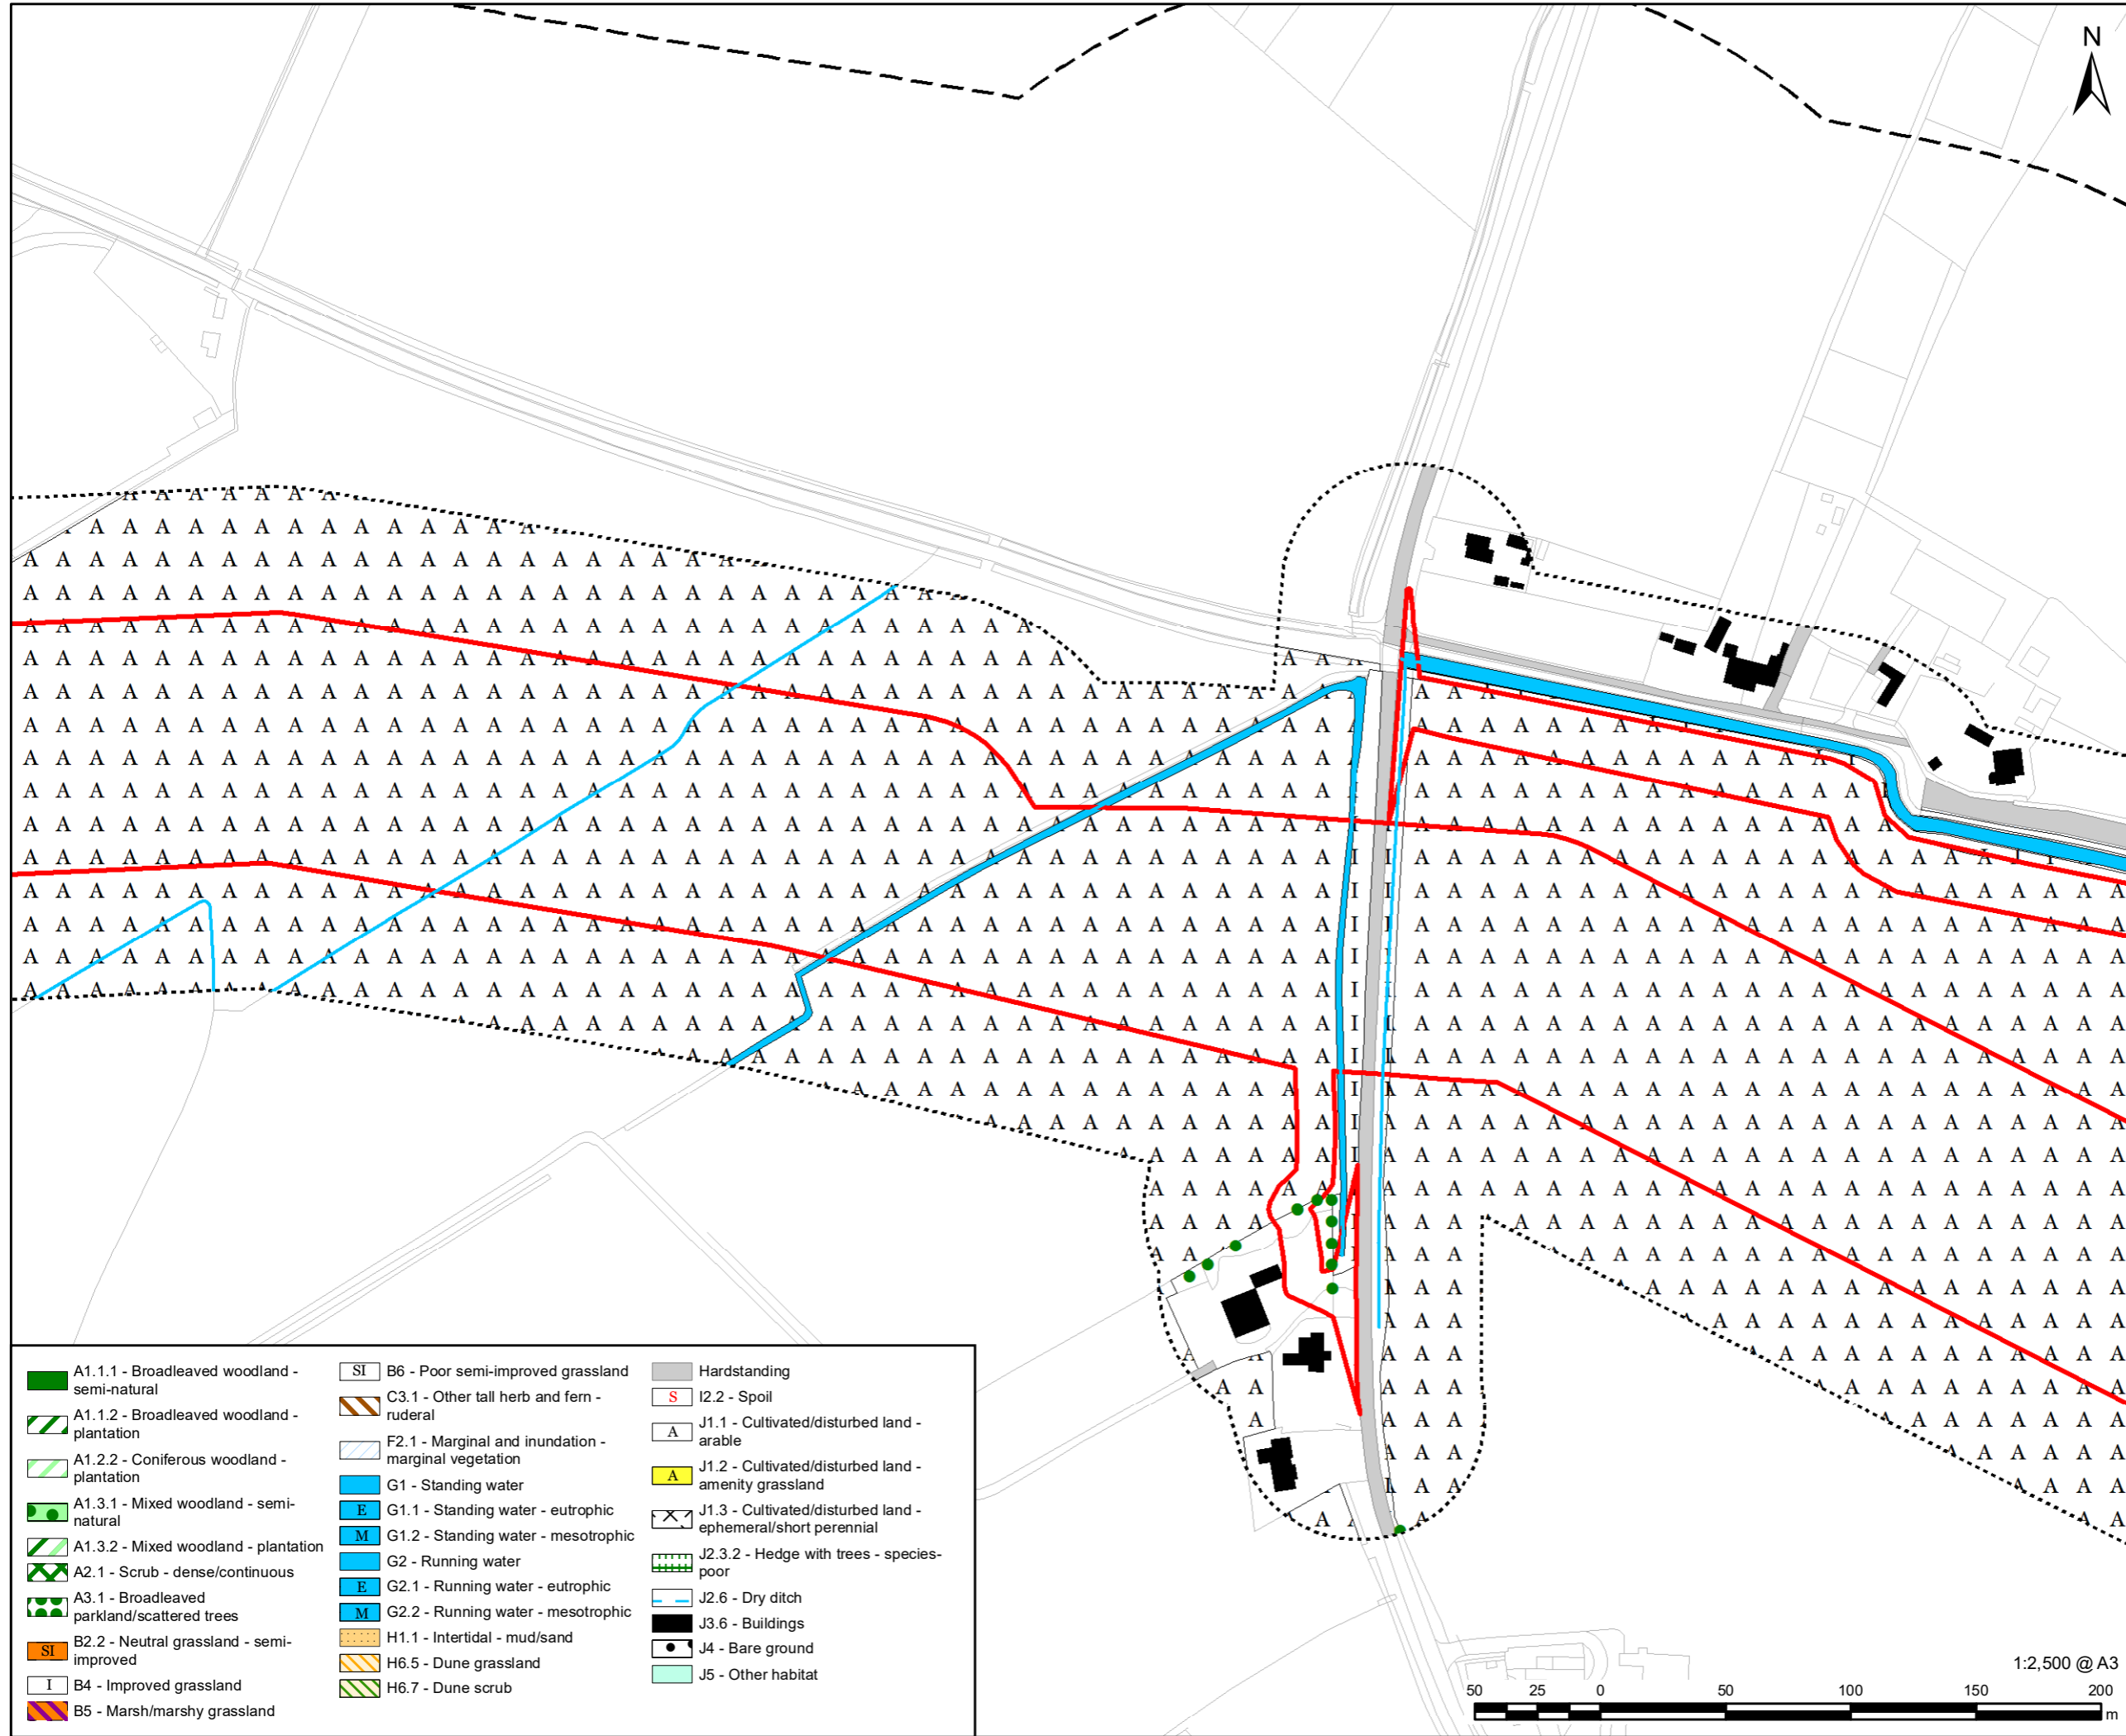 N
A1.1.1 - Broadleaved woodland -
semi-natural
A1.1.2 - Broadleaved woodland -
plantation
A1.2.2 - Coniferous woodland -
plantation
A1.3.1 - Mixed woodland - semi-
natural
A1.3.2 - Mixed woodland - plantation
A2.1 - Scrub - dense/continuous
A3.1 - Broadleaved
parkland/scattered trees
SI B2.2 - Neutral grassland - semi-
improved
I B4 - Improved grassland
B5 - Marsh/marshy grassland
SI B6 - Poor semi-improved grassland
C3.1 - Other tall herb and fern -
ruderal
F2.1 - Marginal and inundation -
marginal vegetation
G1 - Standing water
E G1.1 - Standing water - eutrophic
M G1.2 - Standing water - mesotrophic
G2 - Running water
E G2.1 - Running water - eutrophic
M G2.2 - Running water - mesotrophic
H1.1 - Intertidal - mud/sand
H6.5 - Dune grassland
H6.7 - Dune scrub
Hardstanding
S I2.2 - Spoil
A J1.1 - Cultivated/disturbed land -
arable
A J1.2 - Cultivated/disturbed land -
amenity grassland
J1.3 - Cultivated/disturbed land -
ephemeral/short perennial
J2.3.2 - Hedge with trees - species-
poor
J2.6 - Dry ditch
J3.6 - Buildings
J4 - Bare ground
J5 - Other habitat
1:2,500 @ A3
50 25 0 50 100 150 200
m